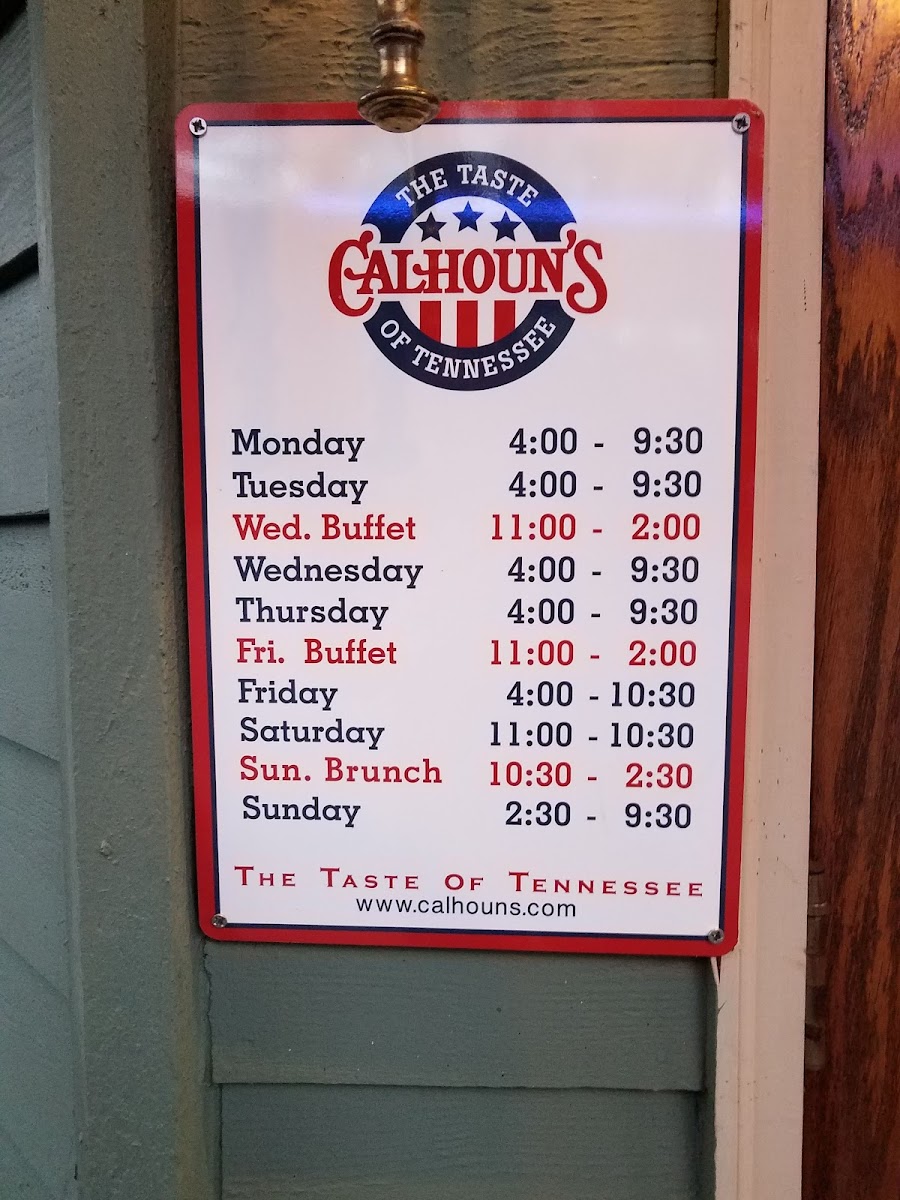 THE TASTE
CALHOUN'S
OF TENNESSEE
Monday 4:00 - 9:30
Tuesday 4:00 - 9:30
Wed. Buffet 11:00 - 2:00
Wednesday 4:00 - 9:30
Thursday 4:00 - 9:30
Fri. Buffet 11:00 - 2:00
Friday 4:00 - 10:30
Saturday 11:00 - 10:30
Sun. Brunch 10:30 - 2:30
Sunday 2:30 - 9:30
THE TASTE OF TENNESSEE
www.calhouns.com